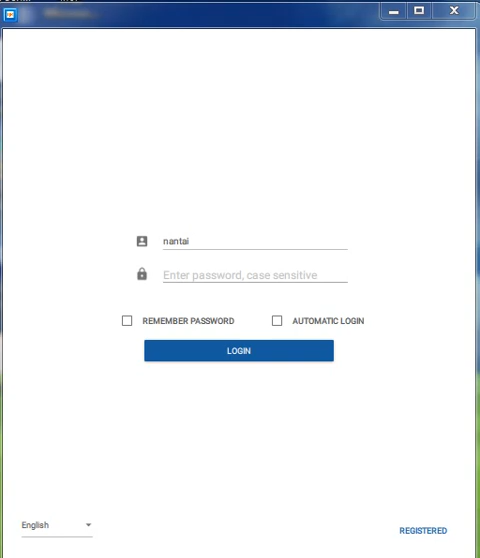 nantai
Enter password, case sensitive
REMEMBER PASSWORD AUTOMATIC LOGIN
LOGIN
English
REGISTERED